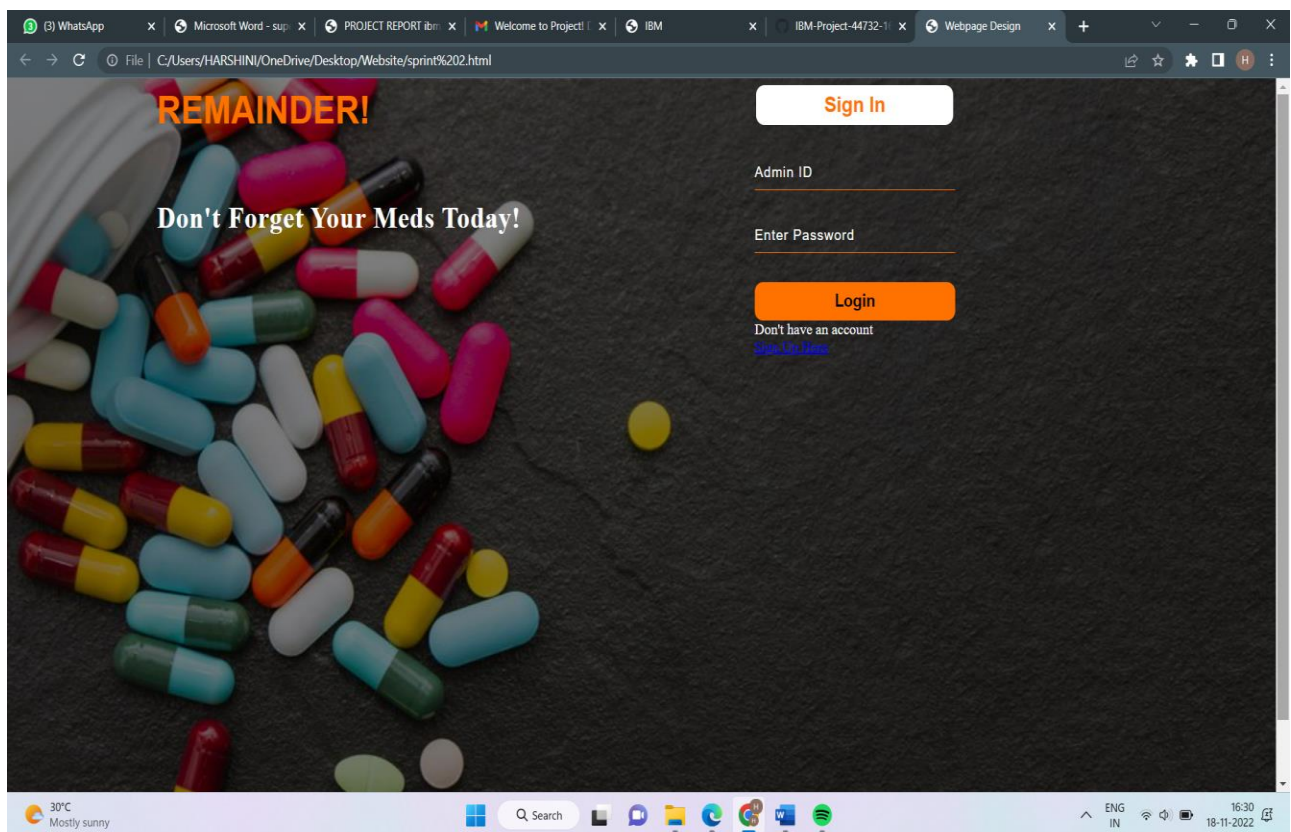 (3) WhatsApp
Microsoft Word - sup
PROJECT REPORT ibm
Welcome to Project!
IBM
IBM-Project-44732-1
Webpage Design
File | C:/Users/HARSHINI/OneDrive/Desktop/Website/sprint%202.html
H
REMAINDER!
Don't Forget Your Meds Today!
Sign In
Admin ID
Enter Password
Login
Don't have an account
Sign Up Here
30°C
Mostly sunny
Search
ENG
IN
16:30
18-11-2022